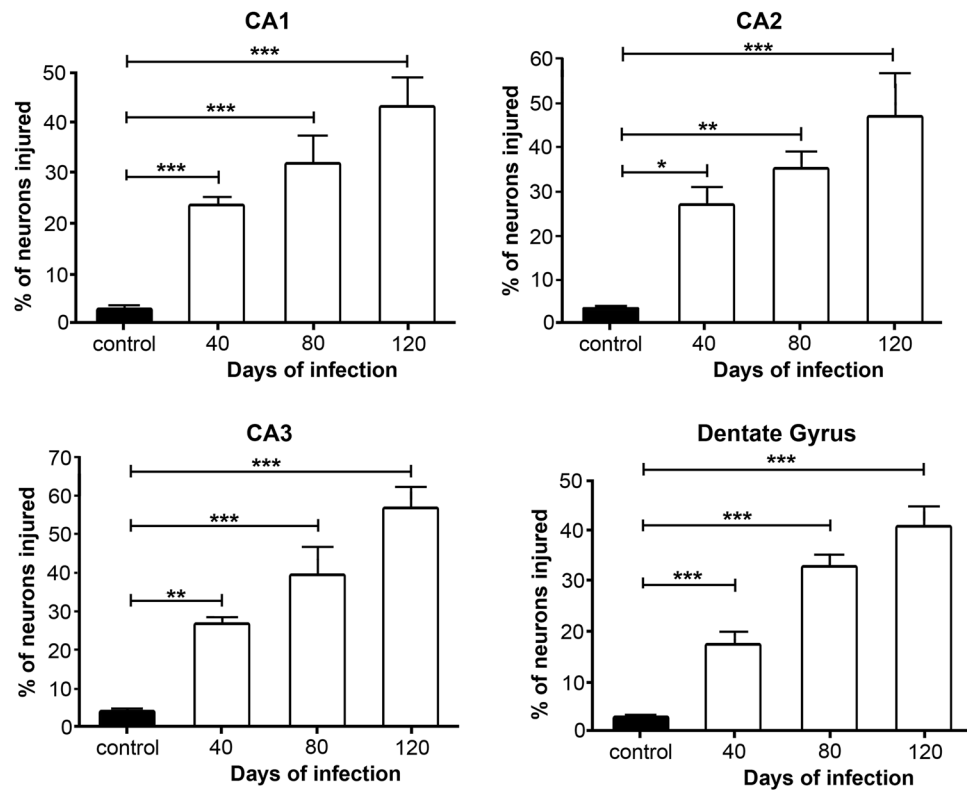 CA1
***
***
***
% of neurons injured
50
40
30
20
10
0
control 40 80 120
Days of infection
CA2
***
**
*
% of neurons injured
60
50
40
30
20
10
0
control 40 80 120
Days of infection
CA3
***
***
**
% of neurons injured
70
60
50
40
30
20
10
0
control 40 80 120
Days of infection
Dentate Gyrus
***
***
***
% of neurons injured
50
40
30
20
10
0
control 40 80 120
Days of infection